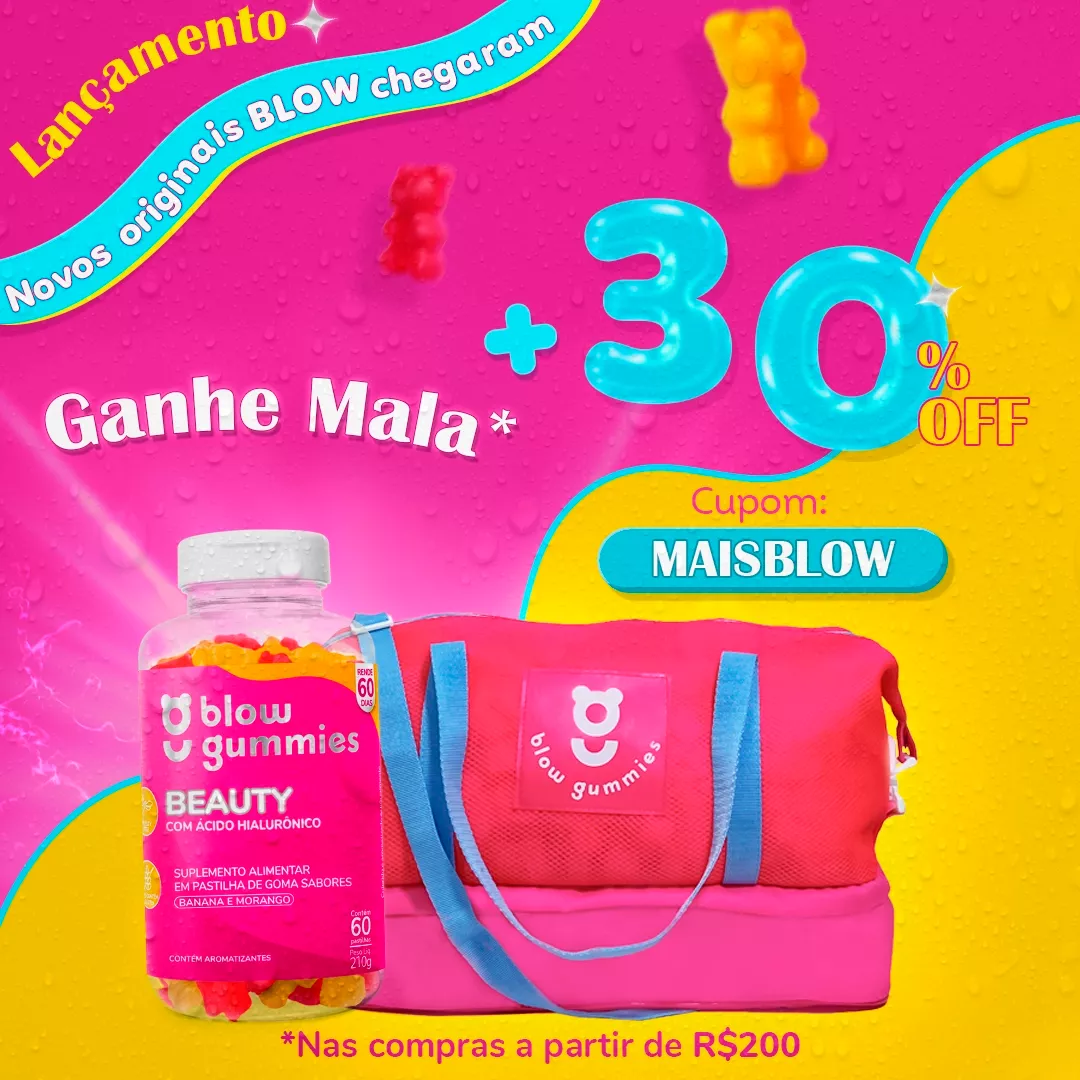 Lançamento
Novos originais BLOW chegaram
+30
%
OFF
Ganhe Mala*
Cupom:
MAISBLOW
RENDE
60
DIAS
blow
gummies
BEAUTY
COM ÁCIDO HIALURÔNICO
SUPLEMENTO ALIMENTAR
EM PASTILHA DE GOMA SABORES
BANANA E MORANGO
Contém
60
pastilhas
Peso Líq.
210g
CONTÉM AROMATIZANTES
blow gummies
*Nas compras a partir de R$200